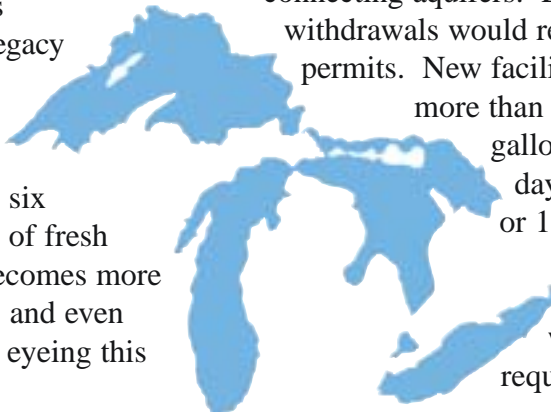 egacy
six
of fresh
ecomes more
and even
eyeing this
connecting aquifers.
withdrawals would re
permits. New facili
more than
gallo
day
or 1
requ